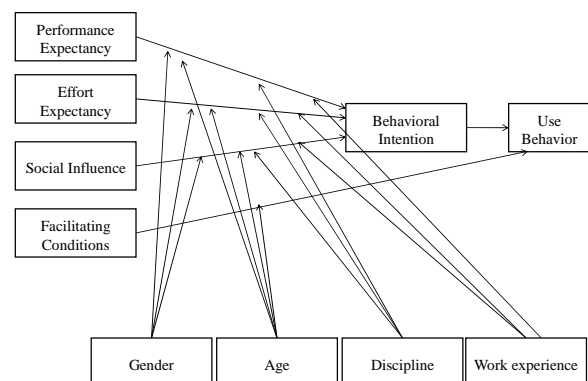 Performance
Expectancy
Effort
Expectancy
Behavioral
Intention
Use
Behavior
Social Influence
Facilitating
Conditions
Gender
Age
Discipline
Work experience